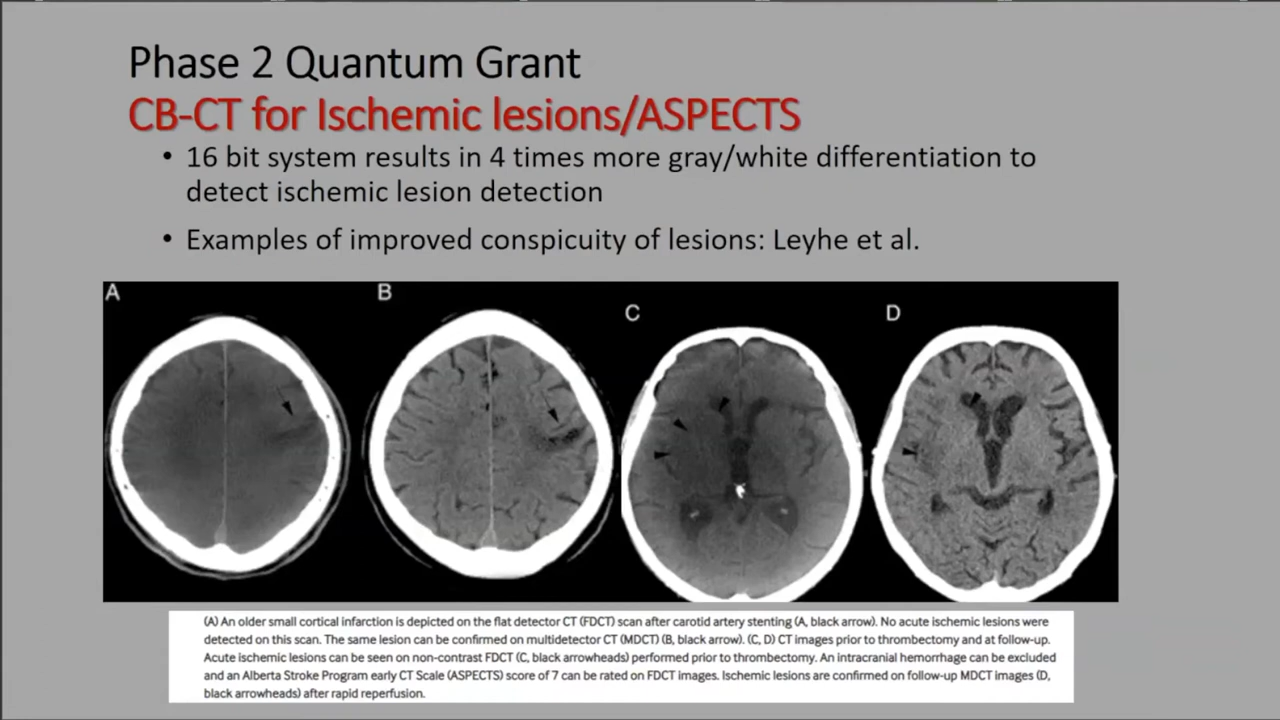 Phase 2 Quantum Grant
CB-CT for Ischemic lesions/ASPECTS
• 16 bit system results in 4 times more gray/white differentiation to
detect ischemic lesion detection
• Examples of improved conspicuity of lesions: Leyhe et al.
A
B
C
D
(A) An older small cortical infarction is depicted on the flat detector CT (FDCT) scan after carotid artery stenting (A, black arrow). No acute ischemic lesions were
detected on this scan. The same lesion can be confirmed on multidetector CT (MDCT) (B, black arrow). (C, D) CT images prior to thrombectomy and at follow-up.
Acute ischemic lesions can be seen on non-contrast FDCT (C, black arrowheads) performed prior to thrombectomy. An intracranial hemorrhage can be excluded
and an Alberta Stroke Program early CT Scale (ASPECTS) score of 7 can be rated on FDCT images. Ischemic lesions are confirmed on follow-up MDCT images (D,
black arrowheads) after rapid reperfusion.